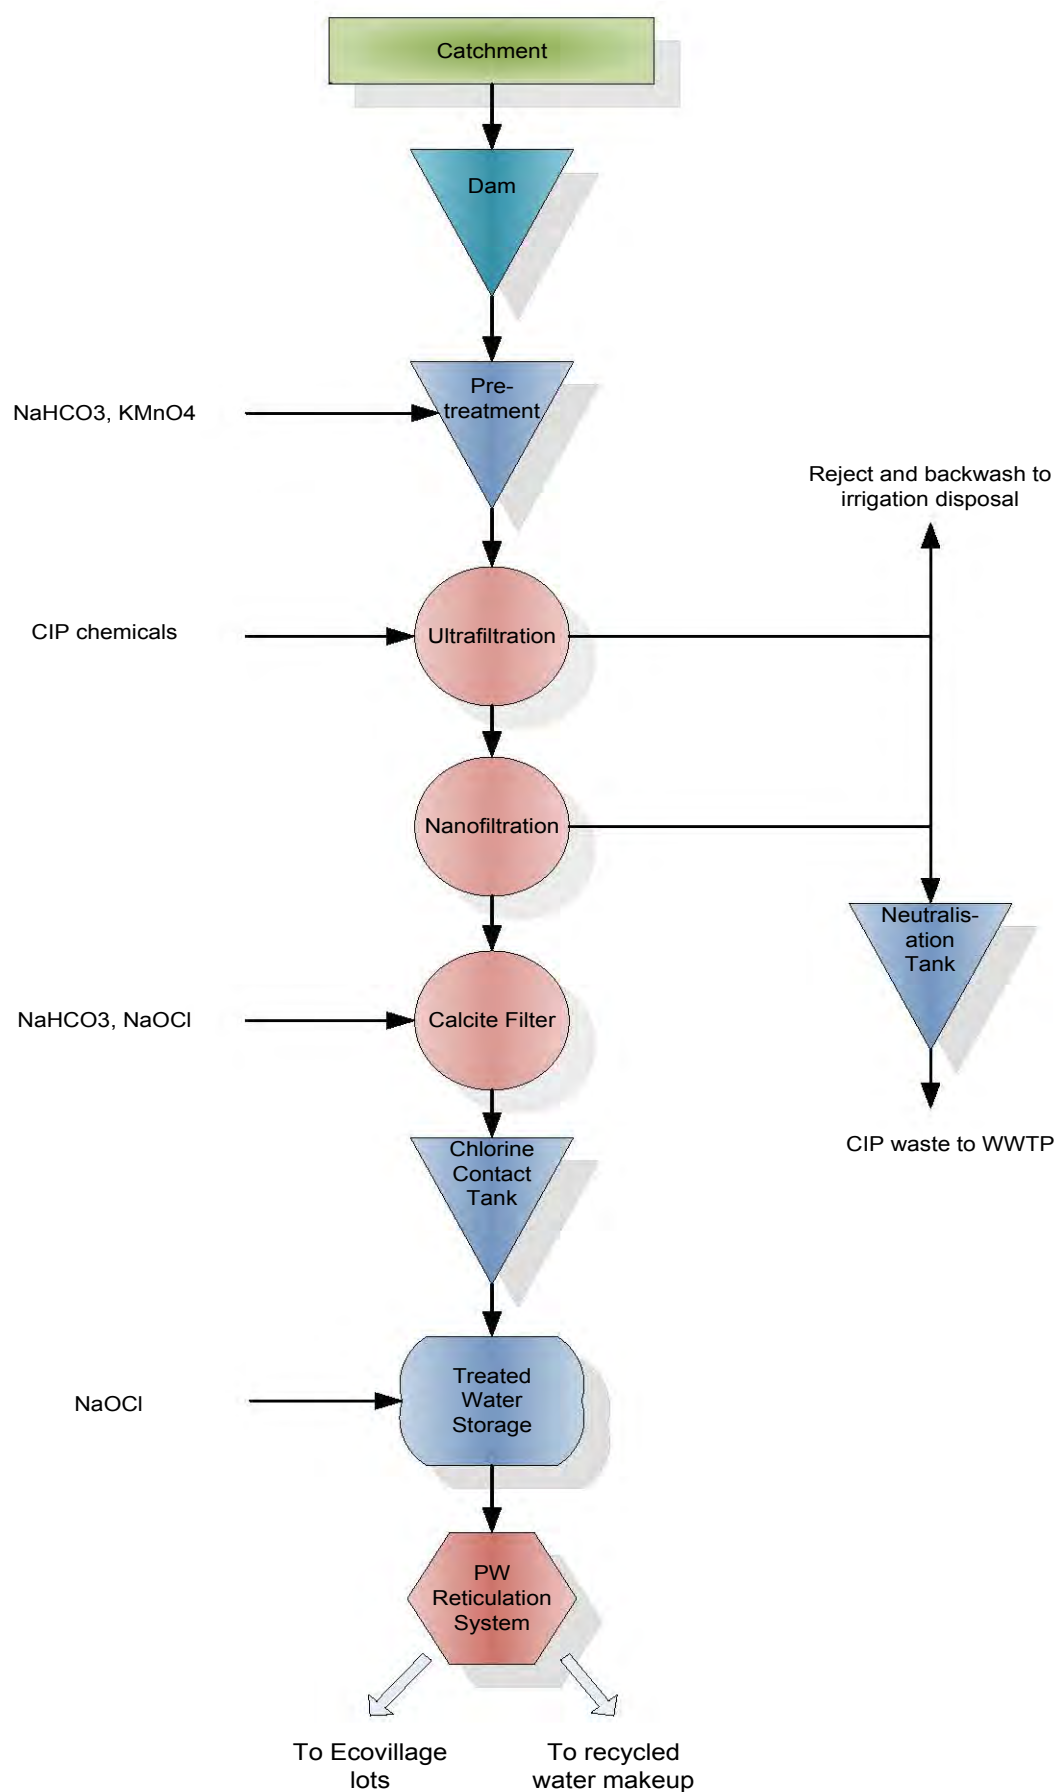 Catchment
Dam
Pre-
treatment
NaHCO3, KMnO4
Reject and backwash to
irrigation disposal
CIP chemicals
Ultrafiltration
Nanofiltration
Neutralis-
ation
Tank
NaHCO3, NaOCl
Calcite Filter
CIP waste to WWTP
Chlorine
Contact
Tank
Treated
Water
Storage
NaOCl
PW
Reticulation
System
To Ecovillage
lots
To recycled
water makeup